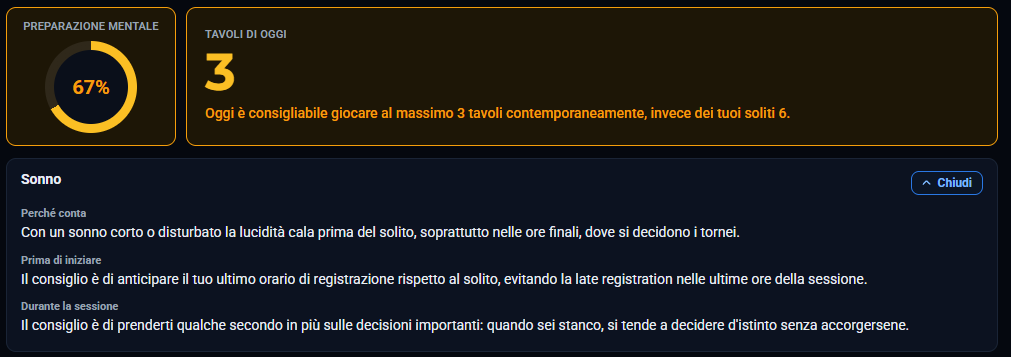 PREPARAZIONE MENTALE
67%
TAVOLI DI OGGI
3
Oggi è consigliabile giocare al massimo 3 tavoli contemporaneamente, invece dei tuoi soliti 6.
Sonno
Chiudi
Perché conta
Con un sonno corto o disturbato la lucidità cala prima del solito, soprattutto nelle ore finali, dove si decidono i tornei.
Prima di iniziare
Il consiglio è di anticipare il tuo ultimo orario di registrazione rispetto al solito, evitando la late registration nelle ultime ore della sessione.
Durante la sessione
Il consiglio è di prenderti qualche secondo in più sulle decisioni importanti: quando sei stanco, si tende a decidere d'istinto senza accorgersene.